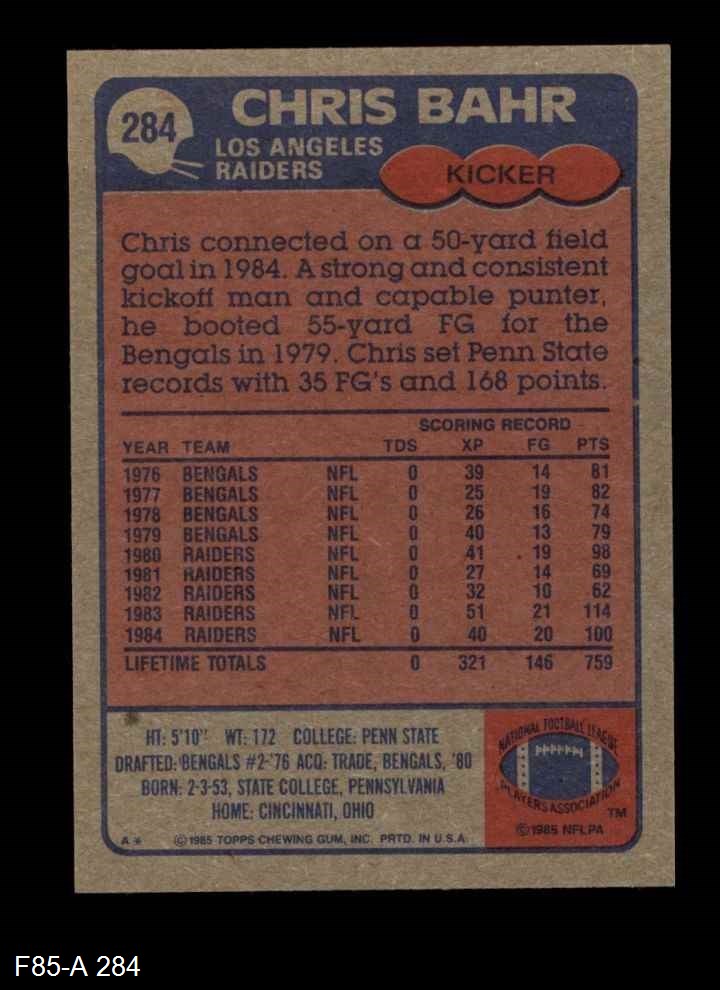 284
CHRIS BAHR
LOS ANGELES
RAIDERS
KICKER
Chris connected on a 50-yard field
goal in 1984. A strong and consistent
kickoff man and capable punter,
he booted 55-yard FG for the
Bengals in 1979. Chris set Penn State
records with 35 FG's and 168 points.
SCORING RECORD
YEAR TEAM TDS XP FG PTS
1976 BENGALS NFL 0 39 14 81
1977 BENGALS NFL 0 25 19 82
1978 BENGALS NFL 0 26 16 74
1979 BENGALS NFL 0 40 13 79
1980 RAIDERS NFL 0 41 19 98
1981 RAIDERS NFL 0 27 14 69
1982 RAIDERS NFL 0 32 10 62
1983 RAIDERS NFL 0 51 21 114
1984 RAIDERS NFL 0 40 20 100
LIFETIME TOTALS 0 321 146 759
HT: 5'10" WT: 172 COLLEGE: PENN STATE
DRAFTED: BENGALS #2-'76 ACQ: TRADE, BENGALS, '80
BORN: 2-3-53, STATE COLLEGE, PENNSYLVANIA
HOME: CINCINNATI, OHIO
A* © 1985 TOPPS CHEWING GUM, INC. PRTD. IN U.S.A.
NATIONAL FOOTBALL LEAGUE
PLAYERS ASSOCIATION
TM
© 1985 NFLPA
F85-A 284